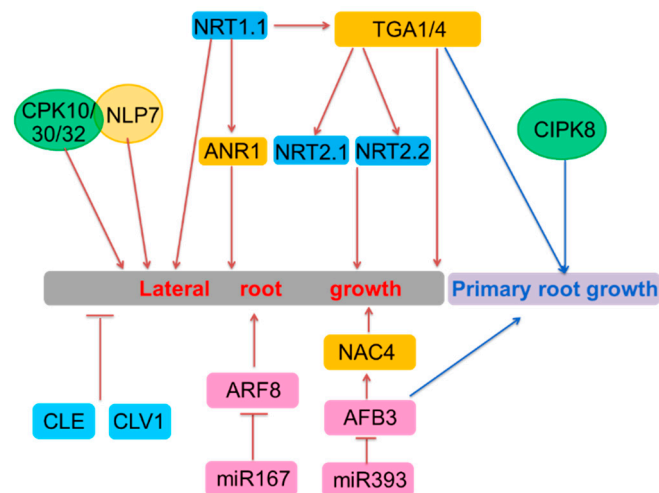 NRT1.1
TGA1/4
CPK10/
30/32
NLP7
CIPK8
ANR1
NRT2.1
NRT2.2
Lateral root growth
Primary root growth
NAC4
ARF8
AFB3
CLE
CLV1
miR167
miR393